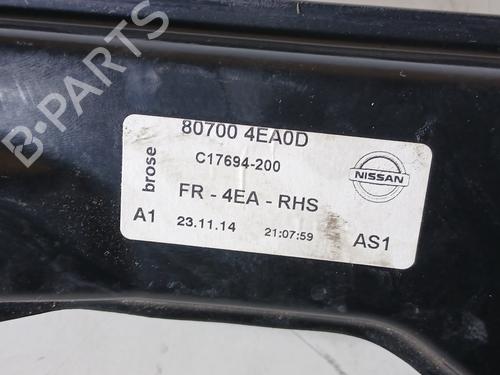 80700 4EA0D
brose
C17694-200
NISSAN
FR - 4EA - RHS
A1
23.11.14
21:07:59
AS1
B-PARTS